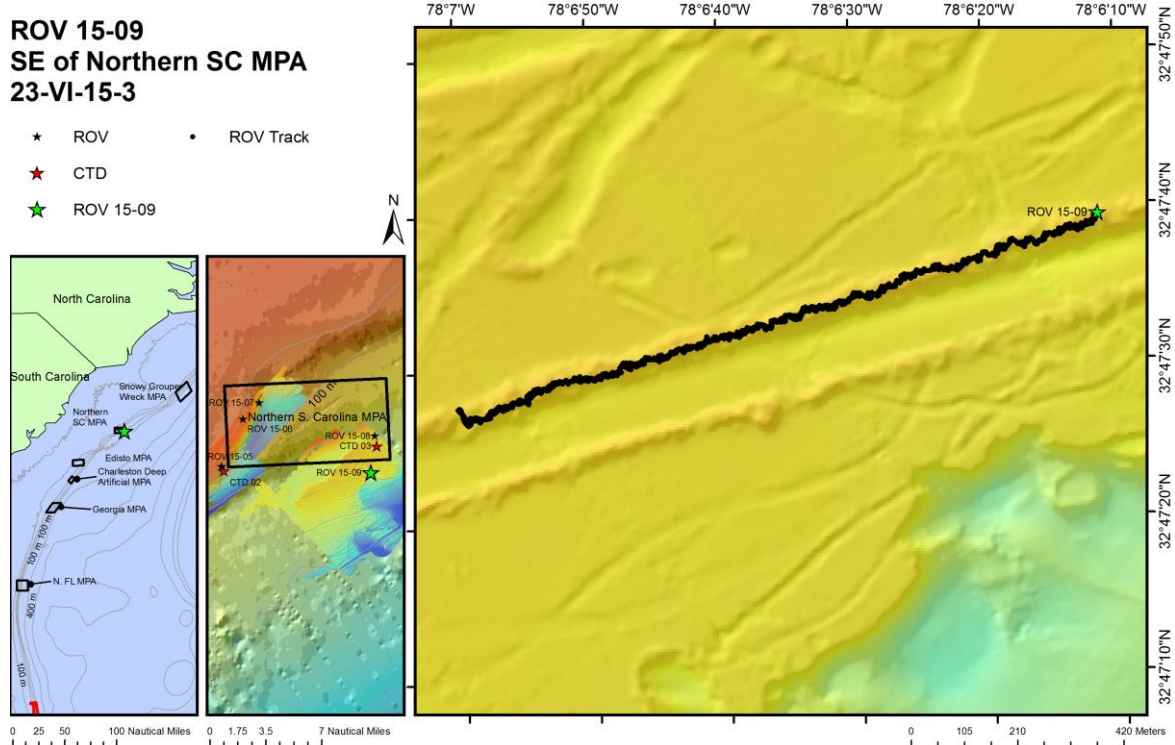 ROV 15-09
SE of Northern SC MPA
23-VI-15-3
ROV
ROV Track
CTD
ROV 15-09
N
North Carolina
South Carolina
Snowy Grouper
Wreck MPA
Northern
SC MPA
Edisto MPA
Charleston Deep
Artificial MPA
Georgia MPA
100 m
100 m
N. FL MPA
400 m
100 m
0 25 50 100 Nautical Miles
100 m
ROV 15-07
Northern S. Carolina MPA
ROV 15-06
ROV 15-08
CTD 03
ROV 15-05
ROV 15-09
CTD 02
0 1.75 3.5 7 Nautical Miles
78°7'W
78°6'50"W
78°6'40"W
78°6'30"W
78°6'20"W
78°6'10"W
32°47'50"N
32°47'40"N
32°47'30"N
32°47'20"N
32°47'10"N
ROV 15-09
0 105 210 420 Meters